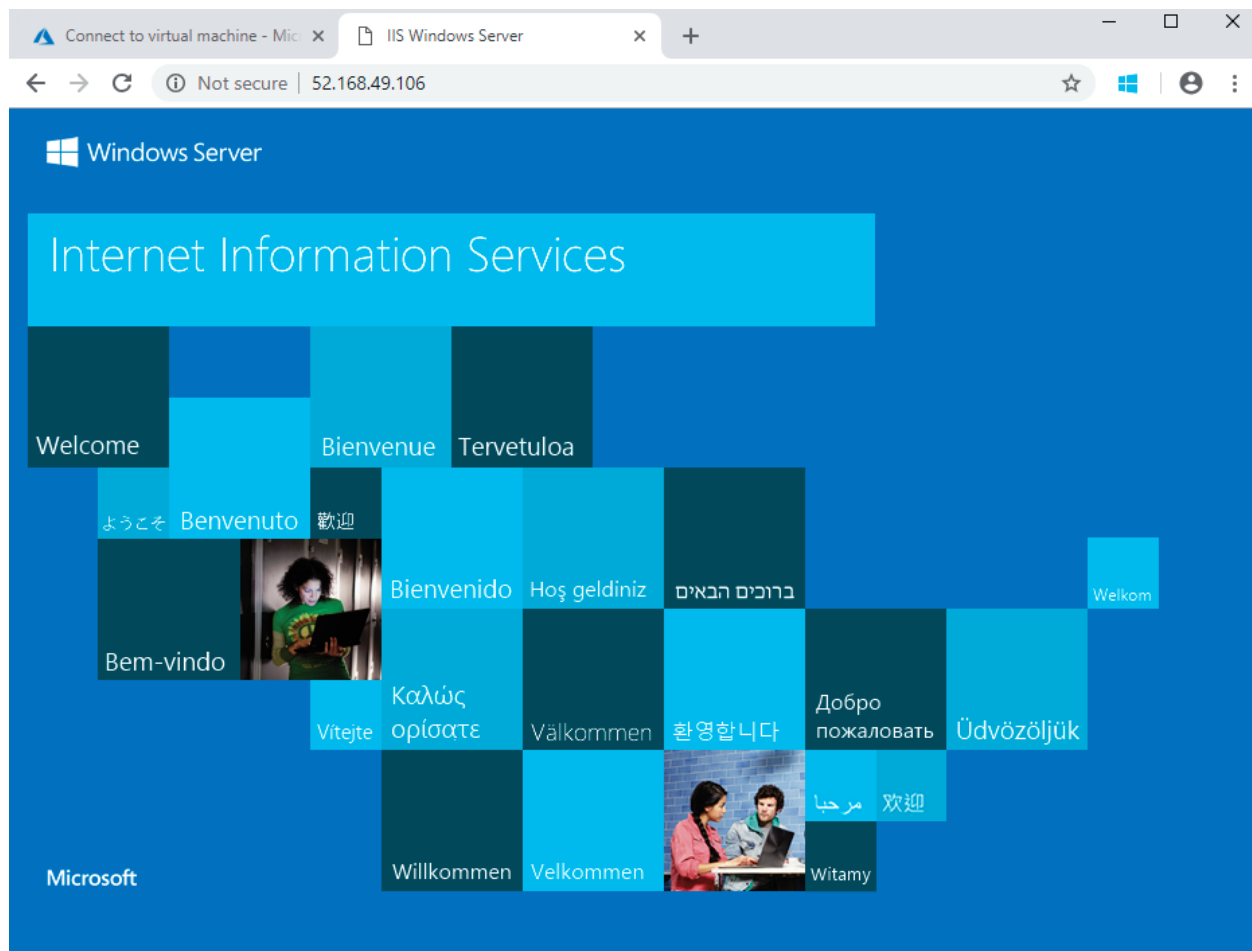 Connect to virtual machine - Mic
IIS Windows Server
Not secure
52.168.49.106
Windows Server
Internet Information Services
Welcome
Bienvenue
Tervetuloa
ようこそ
Benvenuto
歡迎
Bienvenido
Hoş geldiniz
ברוכים הבאים
Welkom
Bem-vindo
Vítejte
Καλώς
ορίσατε
Välkommen
환영합니다
Добро
пожаловать
Üdvözöljük
مرحبا
欢迎
Willkommen
Velkommen
Witamy
Microsoft